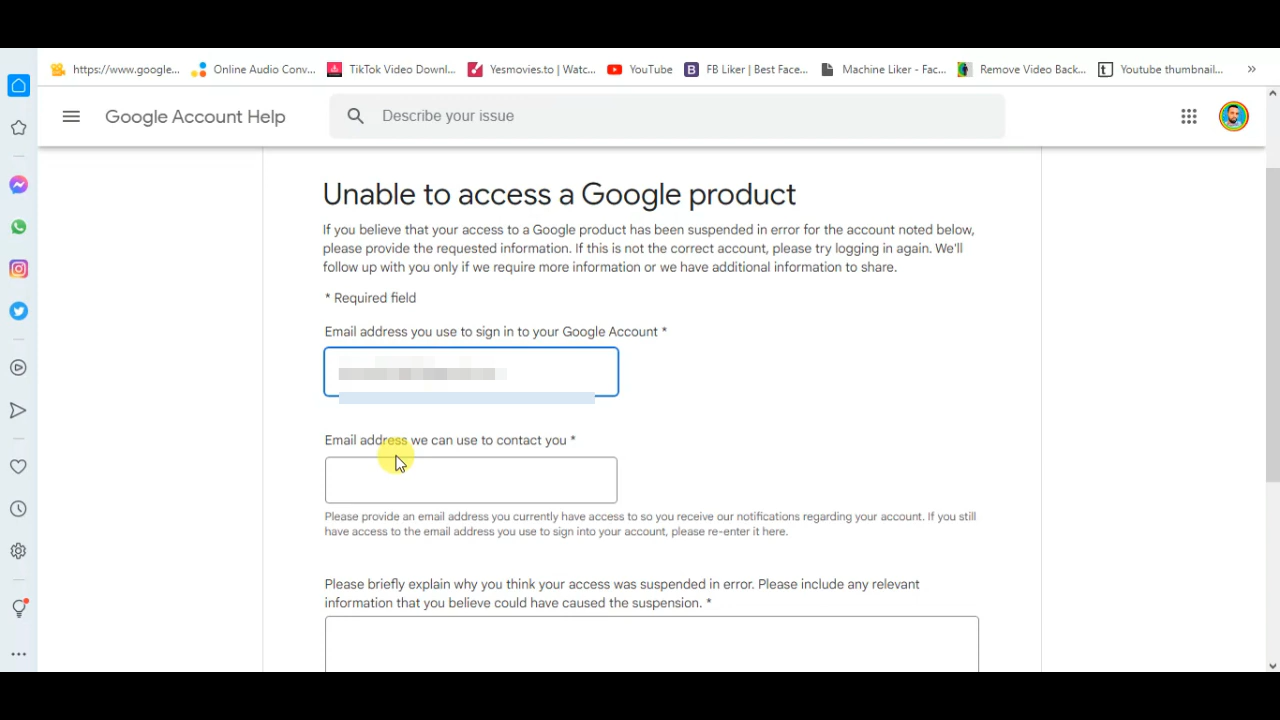 https://www.google... Online Audio Conv... TikTok Video Downl... Yesmovies.to | Watc... YouTube B FB Liker | Best Face... Machine Liker - Fac... Remove Video Back... t Youtube thumbnail... »
Google Account Help Describe your issue
Unable to access a Google product
If you believe that your access to a Google product has been suspended in error for the account noted below,
please provide the requested information. If this is not the correct account, please try logging in again. We'll
follow up with you only if we require more information or we have additional information to share.
* Required field
Email address you use to sign in to your Google Account *
Email address we can use to contact you *
Please provide an email address you currently have access to so you receive our notifications regarding your account. If you still
have access to the email address you use to sign into your account, please re-enter it here.
Please briefly explain why you think your access was suspended in error. Please include any relevant
information that you believe could have caused the suspension. *